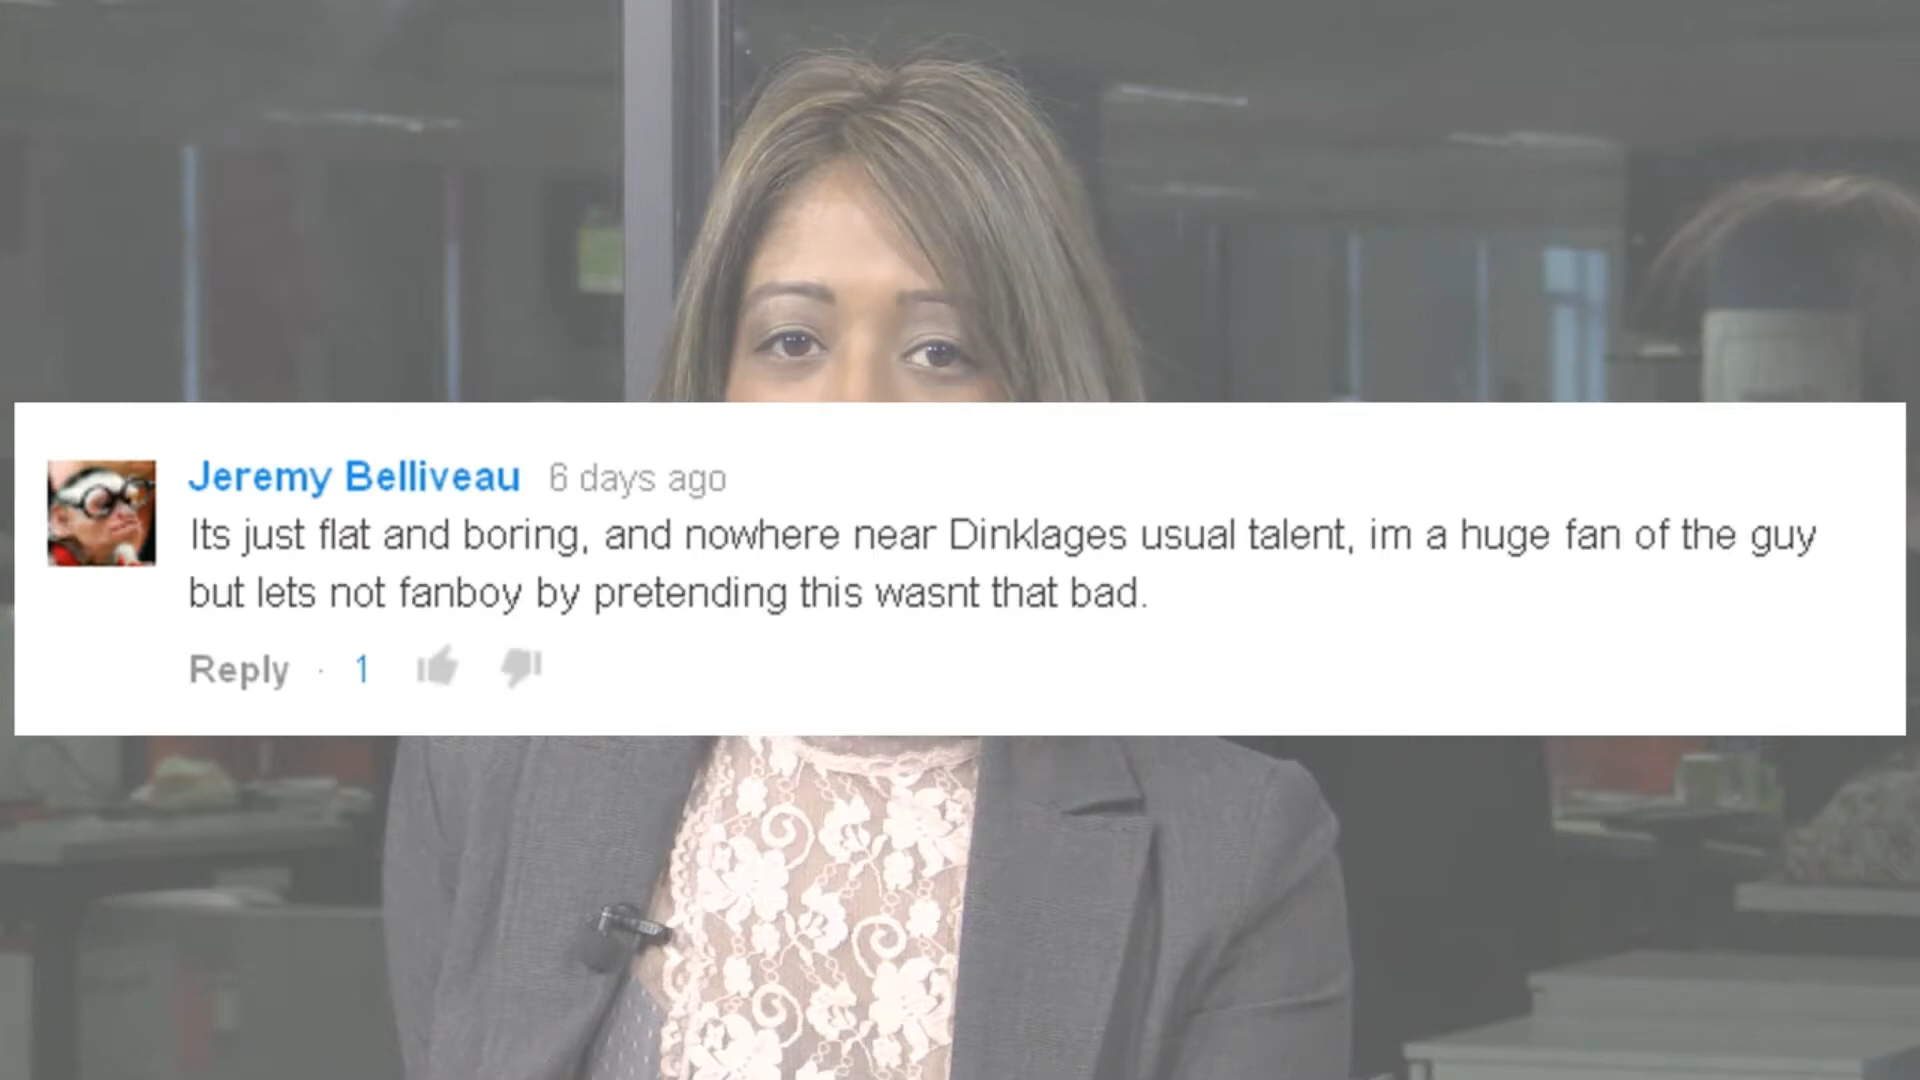 Jeremy Belliveau 6 days ago
Its just flat and boring, and nowhere near Dinklages usual talent, im a huge fan of the guy
but lets not fanboy by pretending this wasnt that bad.
Reply · 1